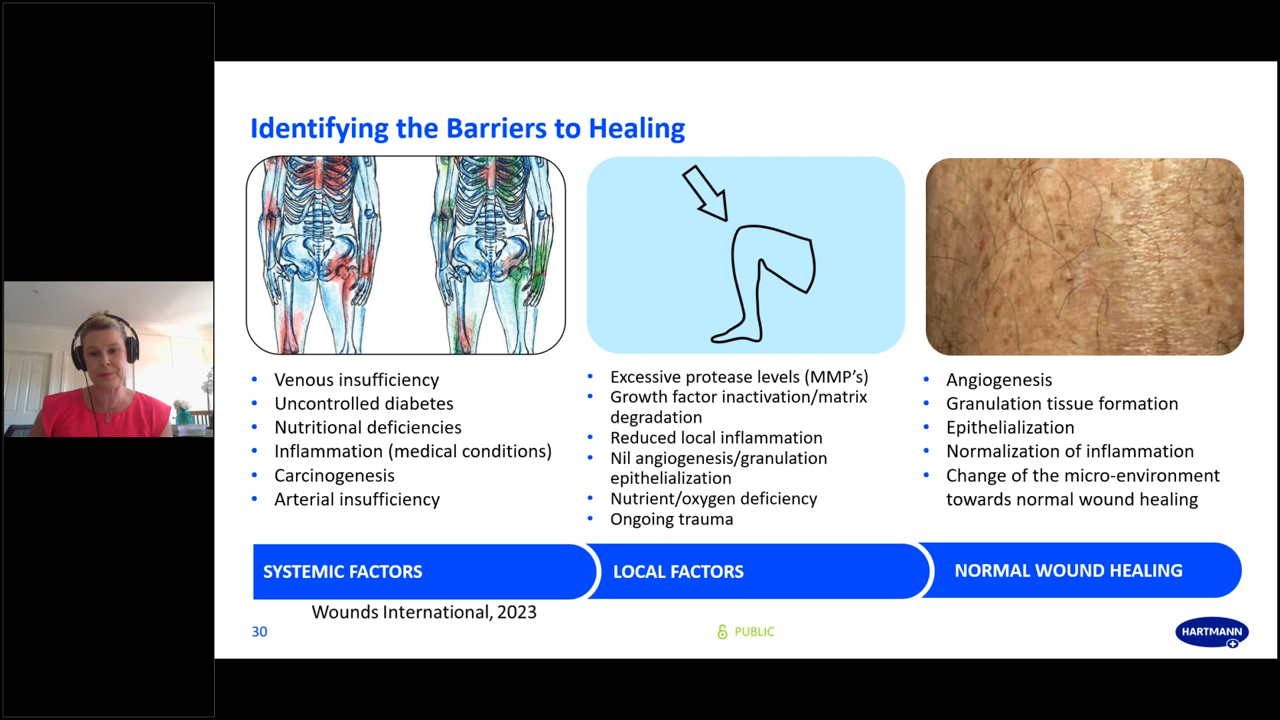 Identifying the Barriers to Healing
Venous insufficiency
Uncontrolled diabetes
Nutritional deficiencies
Inflammation (medical conditions)
Carcinogenesis
Arterial insufficiency
Excessive protease levels (MMP's)
Growth factor inactivation/matrix
degradation
Reduced local inflammation
Nil angiogenesis/granulation
epithelialization
Nutrient/oxygen deficiency
Ongoing trauma
Angiogenesis
Granulation tissue formation
Epithelialization
Normalization of inflammation
Change of the micro-environment
towards normal wound healing
SYSTEMIC FACTORS
LOCAL FACTORS
NORMAL WOUND HEALING
Wounds International, 2023
30
PUBLIC
HARTMANN